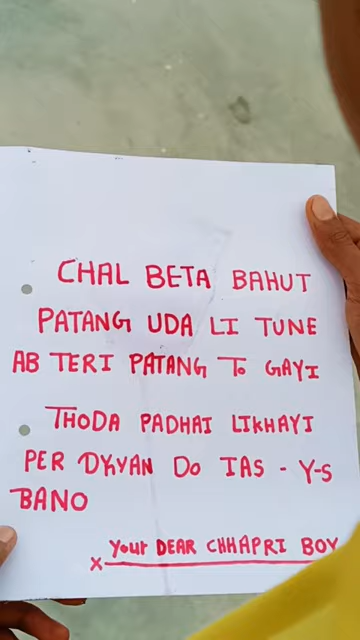 CHAL BETA BAHUT
PATANG UDA LI TUNE
AB TERI PATANG TO GAYI
THODA PADHAI LIKHAYI
PER DHYAN DO IAS - Y-S
BANO
Your DEAR CHHAPRI BOY
x